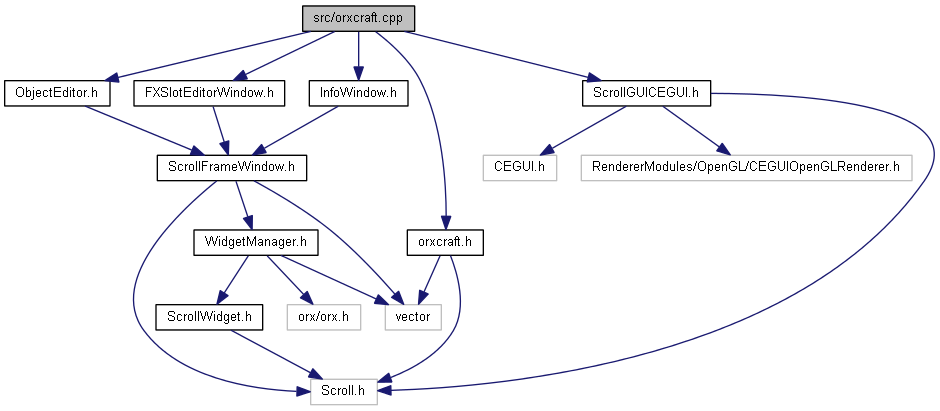 src/orxcraft.cpp
ObjectEditor.h
FXSlotEditorWindow.h
InfoWindow.h
ScrollGUICEGUI.h
ScrollFrameWindow.h
CEGUI.h
RendererModules/OpenGL/CEGUIOpenGLRenderer.h
WidgetManager.h
orxcraft.h
ScrollWidget.h
orx/orx.h
vector
Scroll.h